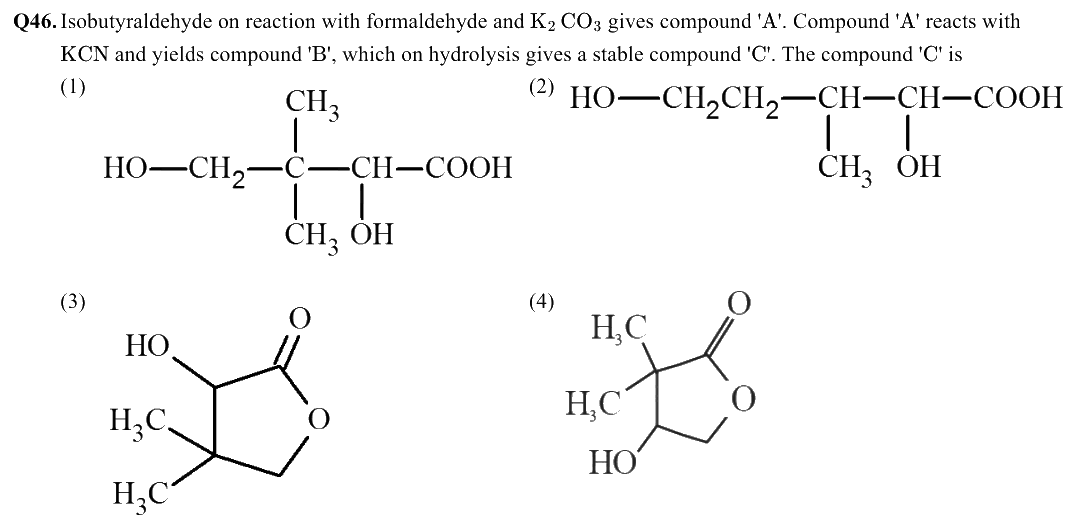 Q46. Isobutyraldehyde on reaction with formaldehyde and K₂ CO₃ gives compound 'A'. Compound 'A' reacts with
KCN and yields compound 'B', which on hydrolysis gives a stable compound 'C'. The compound 'C' is
(1)
CH₃
HO—CH₂—C—CH—COOH
CH₃ OH
(2)
HO—CH₂CH₂—CH—CH—COOH
CH₃ OH
(3)
O
HO
H₃C
O
H₃C
(4)
O
H₃C
H₃C
O
HO